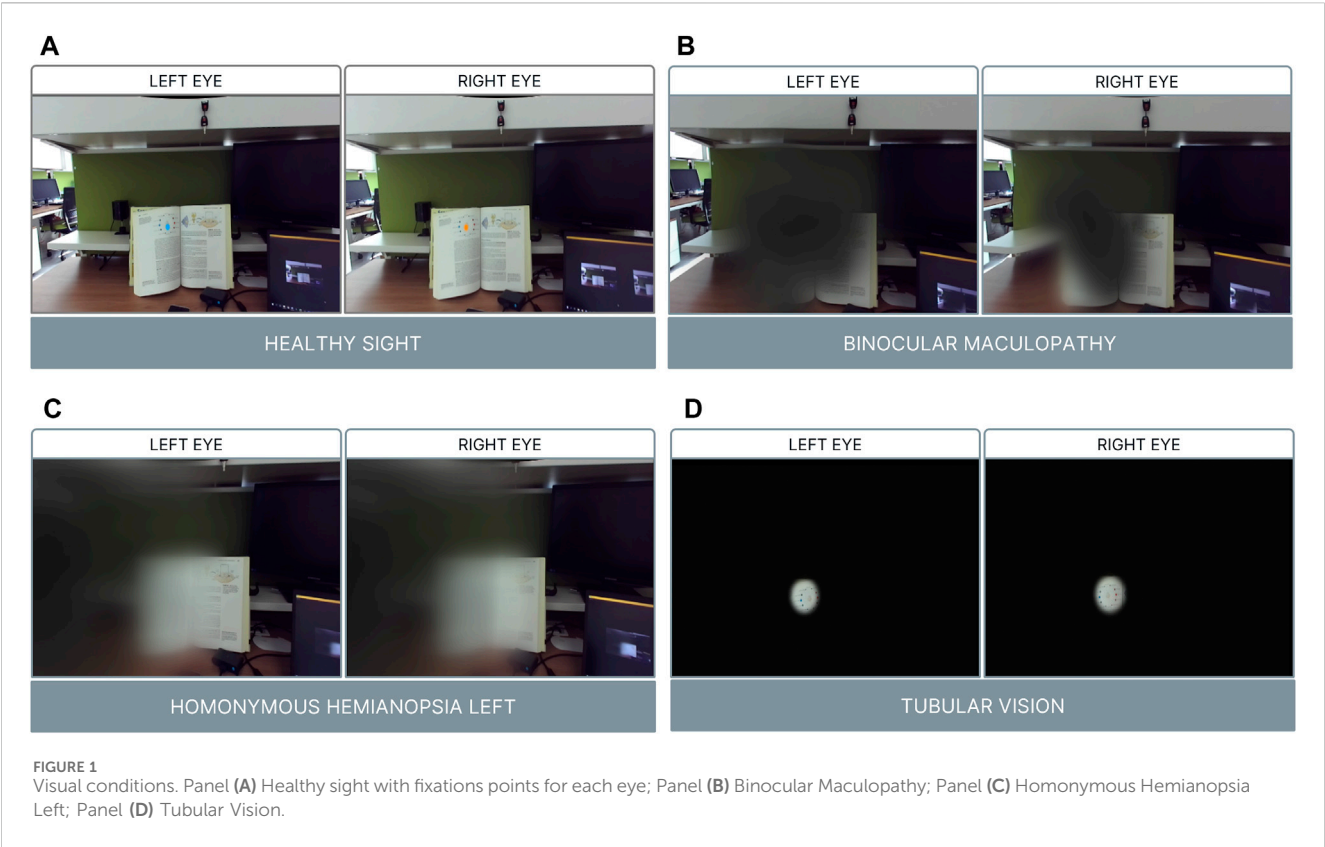 A
B
LEFT EYE
RIGHT EYE
LEFT EYE
RIGHT EYE
HEALTHY SIGHT
BINOCULAR MACULOPATHY
C
D
LEFT EYE
RIGHT EYE
LEFT EYE
RIGHT EYE
HOMONYMOUS HEMIANOPSIA LEFT
TUBULAR VISION
FIGURE 1
Visual conditions. Panel (A) Healthy sight with fixations points for each eye; Panel (B) Binocular Maculopathy; Panel (C) Homonymous Hemianopsia
Left; Panel (D) Tubular Vision.